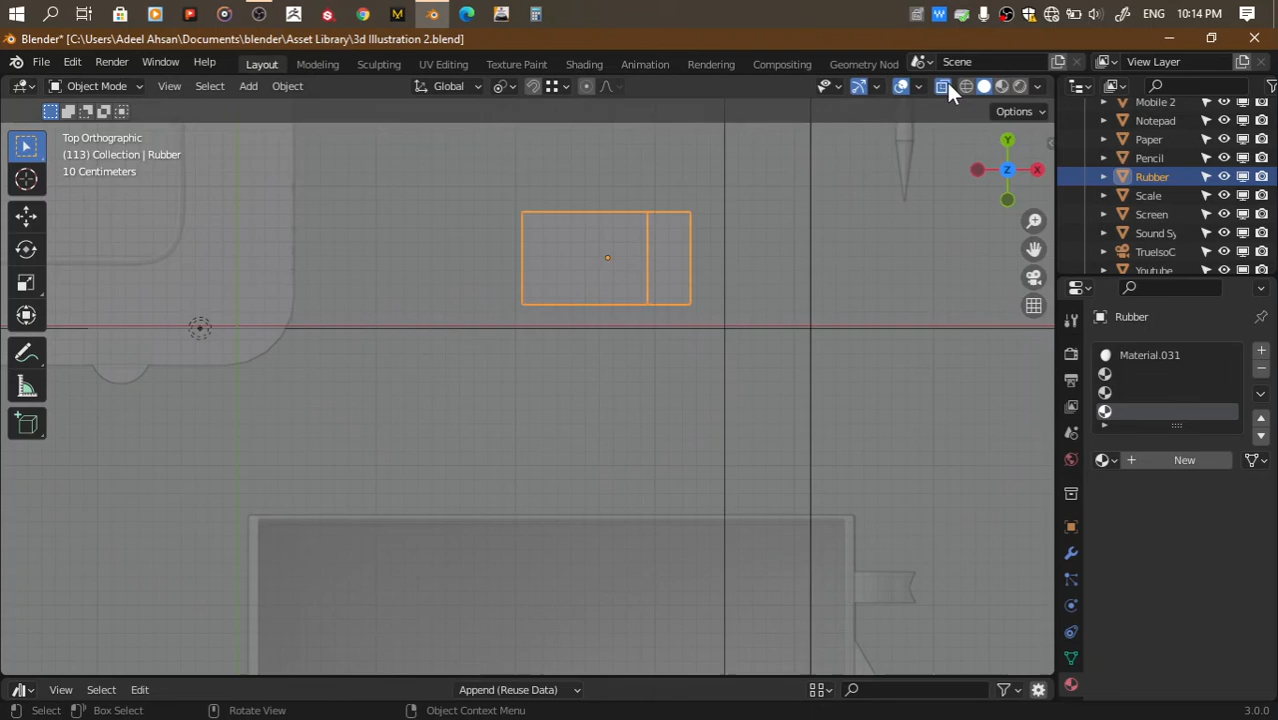 ENG 10:14 PM
Blender* [C:\Users\Adeel Ahsan\Documents\blender\Asset Library\3d Illustration 2.blend]
File Edit Render Window Help Layout Modeling Sculpting UV Editing Texture Paint Shading Animation Rendering Compositing Geometry Nod Scene View Layer
Object Mode View Select Add Object Global
Options
Top Orthographic
(113) Collection | Rubber
10 Centimeters
Y
X
Z
Mobile 2
Notepad
Paper
Pencil
Rubber
Scale
Screen
Sound Sy
TrueIsoC
Youtube
Rubber
Material.031
New
View Select Edit Append (Reuse Data)
Select Box Select Rotate View Object Context Menu 3.0.0